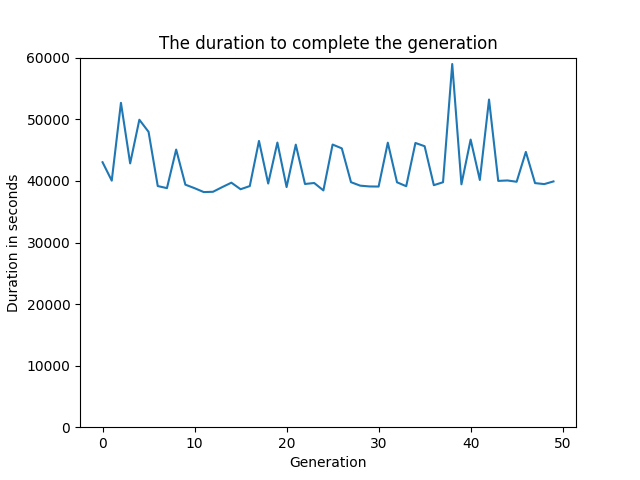 The duration to complete the generation
60000
50000
40000
30000
20000
10000
0
Duration in seconds
0 10 20 30 40 50
Generation